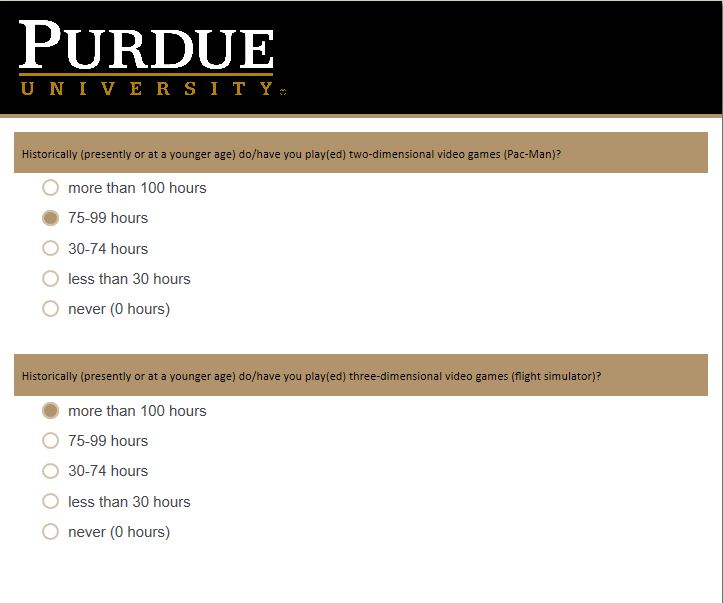 PURDUE
UNIVERSITY
Historically (presently or at a younger age) do/have you play(ed) two-dimensional video games (Pac-Man)?
more than 100 hours
75-99 hours
30-74 hours
less than 30 hours
never (0 hours)
Historically (presently or at a younger age) do/have you play(ed) three-dimensional video games (flight simulator)?
more than 100 hours
75-99 hours
30-74 hours
less than 30 hours
never (0 hours)